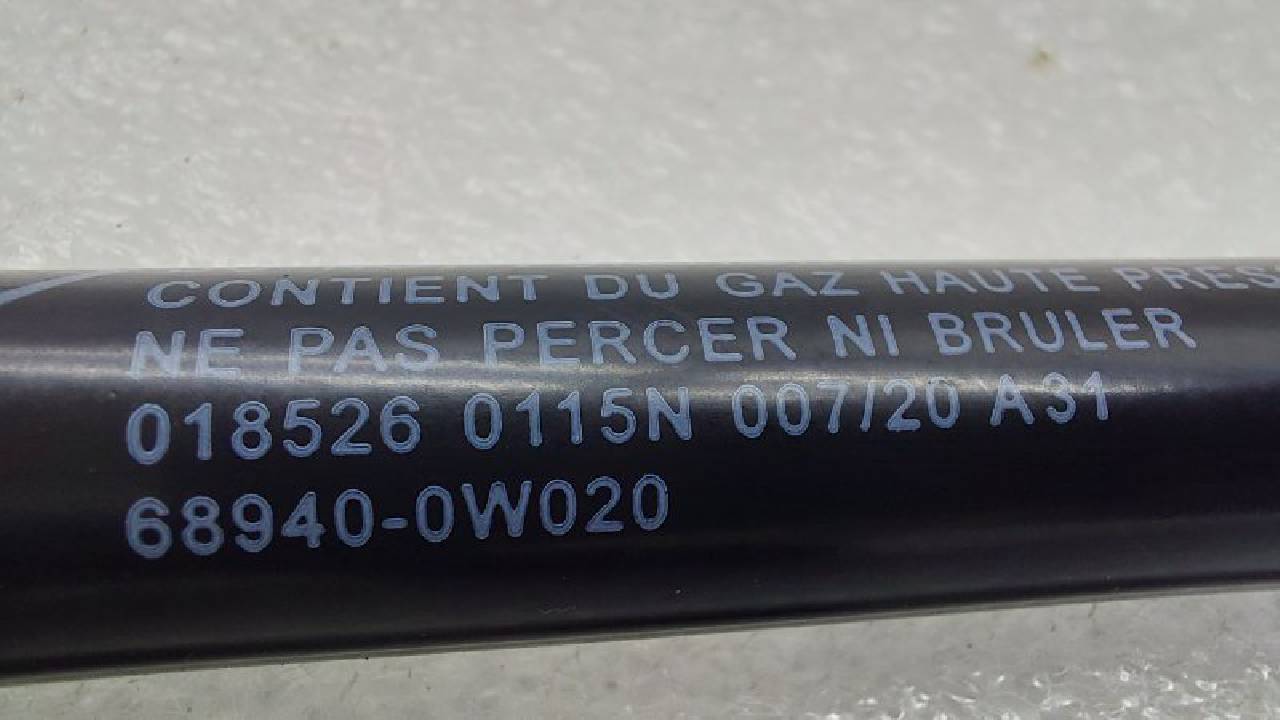 CONTIENT DU GAZ HAUTE
NE PAS PERCER NI BRULER
018526 0115N 007/20 A31
68940-0W020